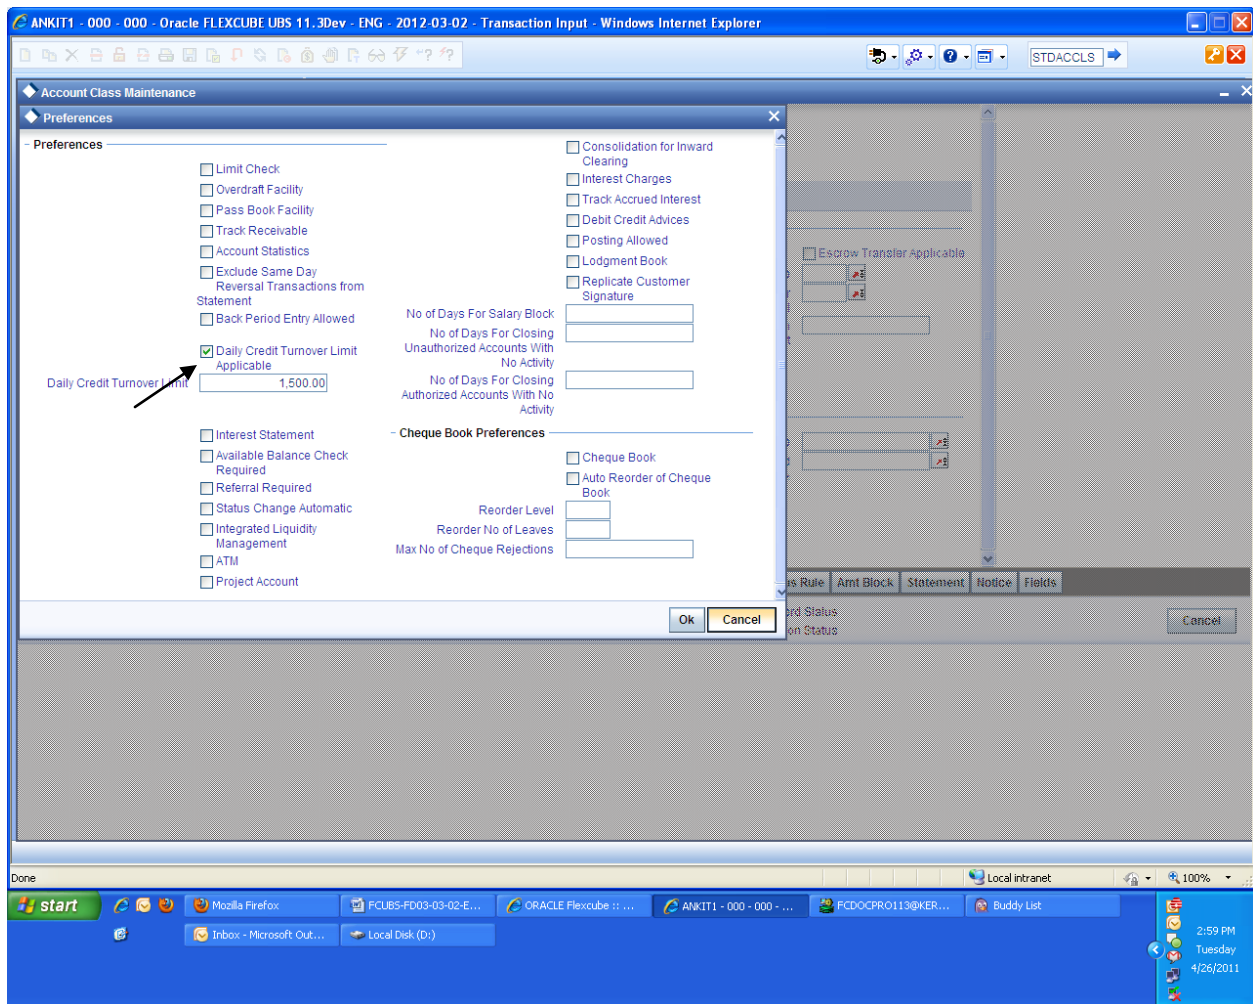 ANKIT1 - 000 - 000 - Oracle FLEXCUBE UBS 11.3Dev - ENG - 2012-03-02 - Transaction Input - Windows Internet Explorer
STDACCLS
Account Class Maintenance
Preferences
Preferences
Limit Check
Overdraft Facility
Pass Book Facility
Track Receivable
Account Statistics
Exclude Same Day
Reversal Transactions from
Statement
Back Period Entry Allowed
Daily Credit Turnover Limit
Applicable
Daily Credit Turnover Limit
1,500.00
Interest Statement
Available Balance Check
Required
Referral Required
Status Change Automatic
Integrated Liquidity
Management
ATM
Project Account
Consolidation for Inward
Clearing
Interest Charges
Track Accrued Interest
Debit Credit Advices
Posting Allowed
Lodgment Book
Replicate Customer
Signature
No of Days For Salary Block
No of Days For Closing
Unauthorized Accounts With
No Activity
No of Days For Closing
Authorized Accounts With No
Activity
Cheque Book Preferences
Cheque Book
Auto Reorder of Cheque
Book
Reorder Level
Reorder No of Leaves
Max No of Cheque Rejections
Ok
Cancel
Escrow Transfer Applicable
Rule
Amt Block
Statement
Notice
Fields
Status
Status
Cancel
Done
Local intranet
100%
start
Mozilla Firefox
FCUBS-FD03-03-02-E...
ORACLE Flexcube :: ...
ANKIT1 - 000 - 000 - ...
FCDOCPRO113@KER...
Buddy List
Inbox - Microsoft Out...
Local Disk (D:)
2:59 PM
Tuesday
4/26/2011